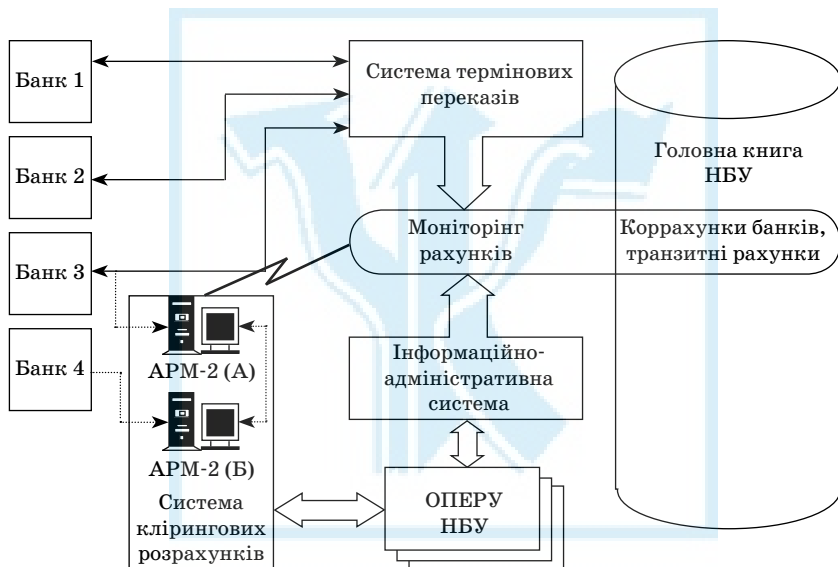 Банк 1
Система термінових
переказів
Банк 2
Головна книга
НБУ
Банк 3
Моніторінг
рахунків
Коррахунки банків,
транзитні рахунки
Банк 4
АРМ-2 (А)
Інформаційно-
адміністративна
система
АРМ-2 (Б)
Система
клірингових
розрахунків
ОПЕРУ
НБУ